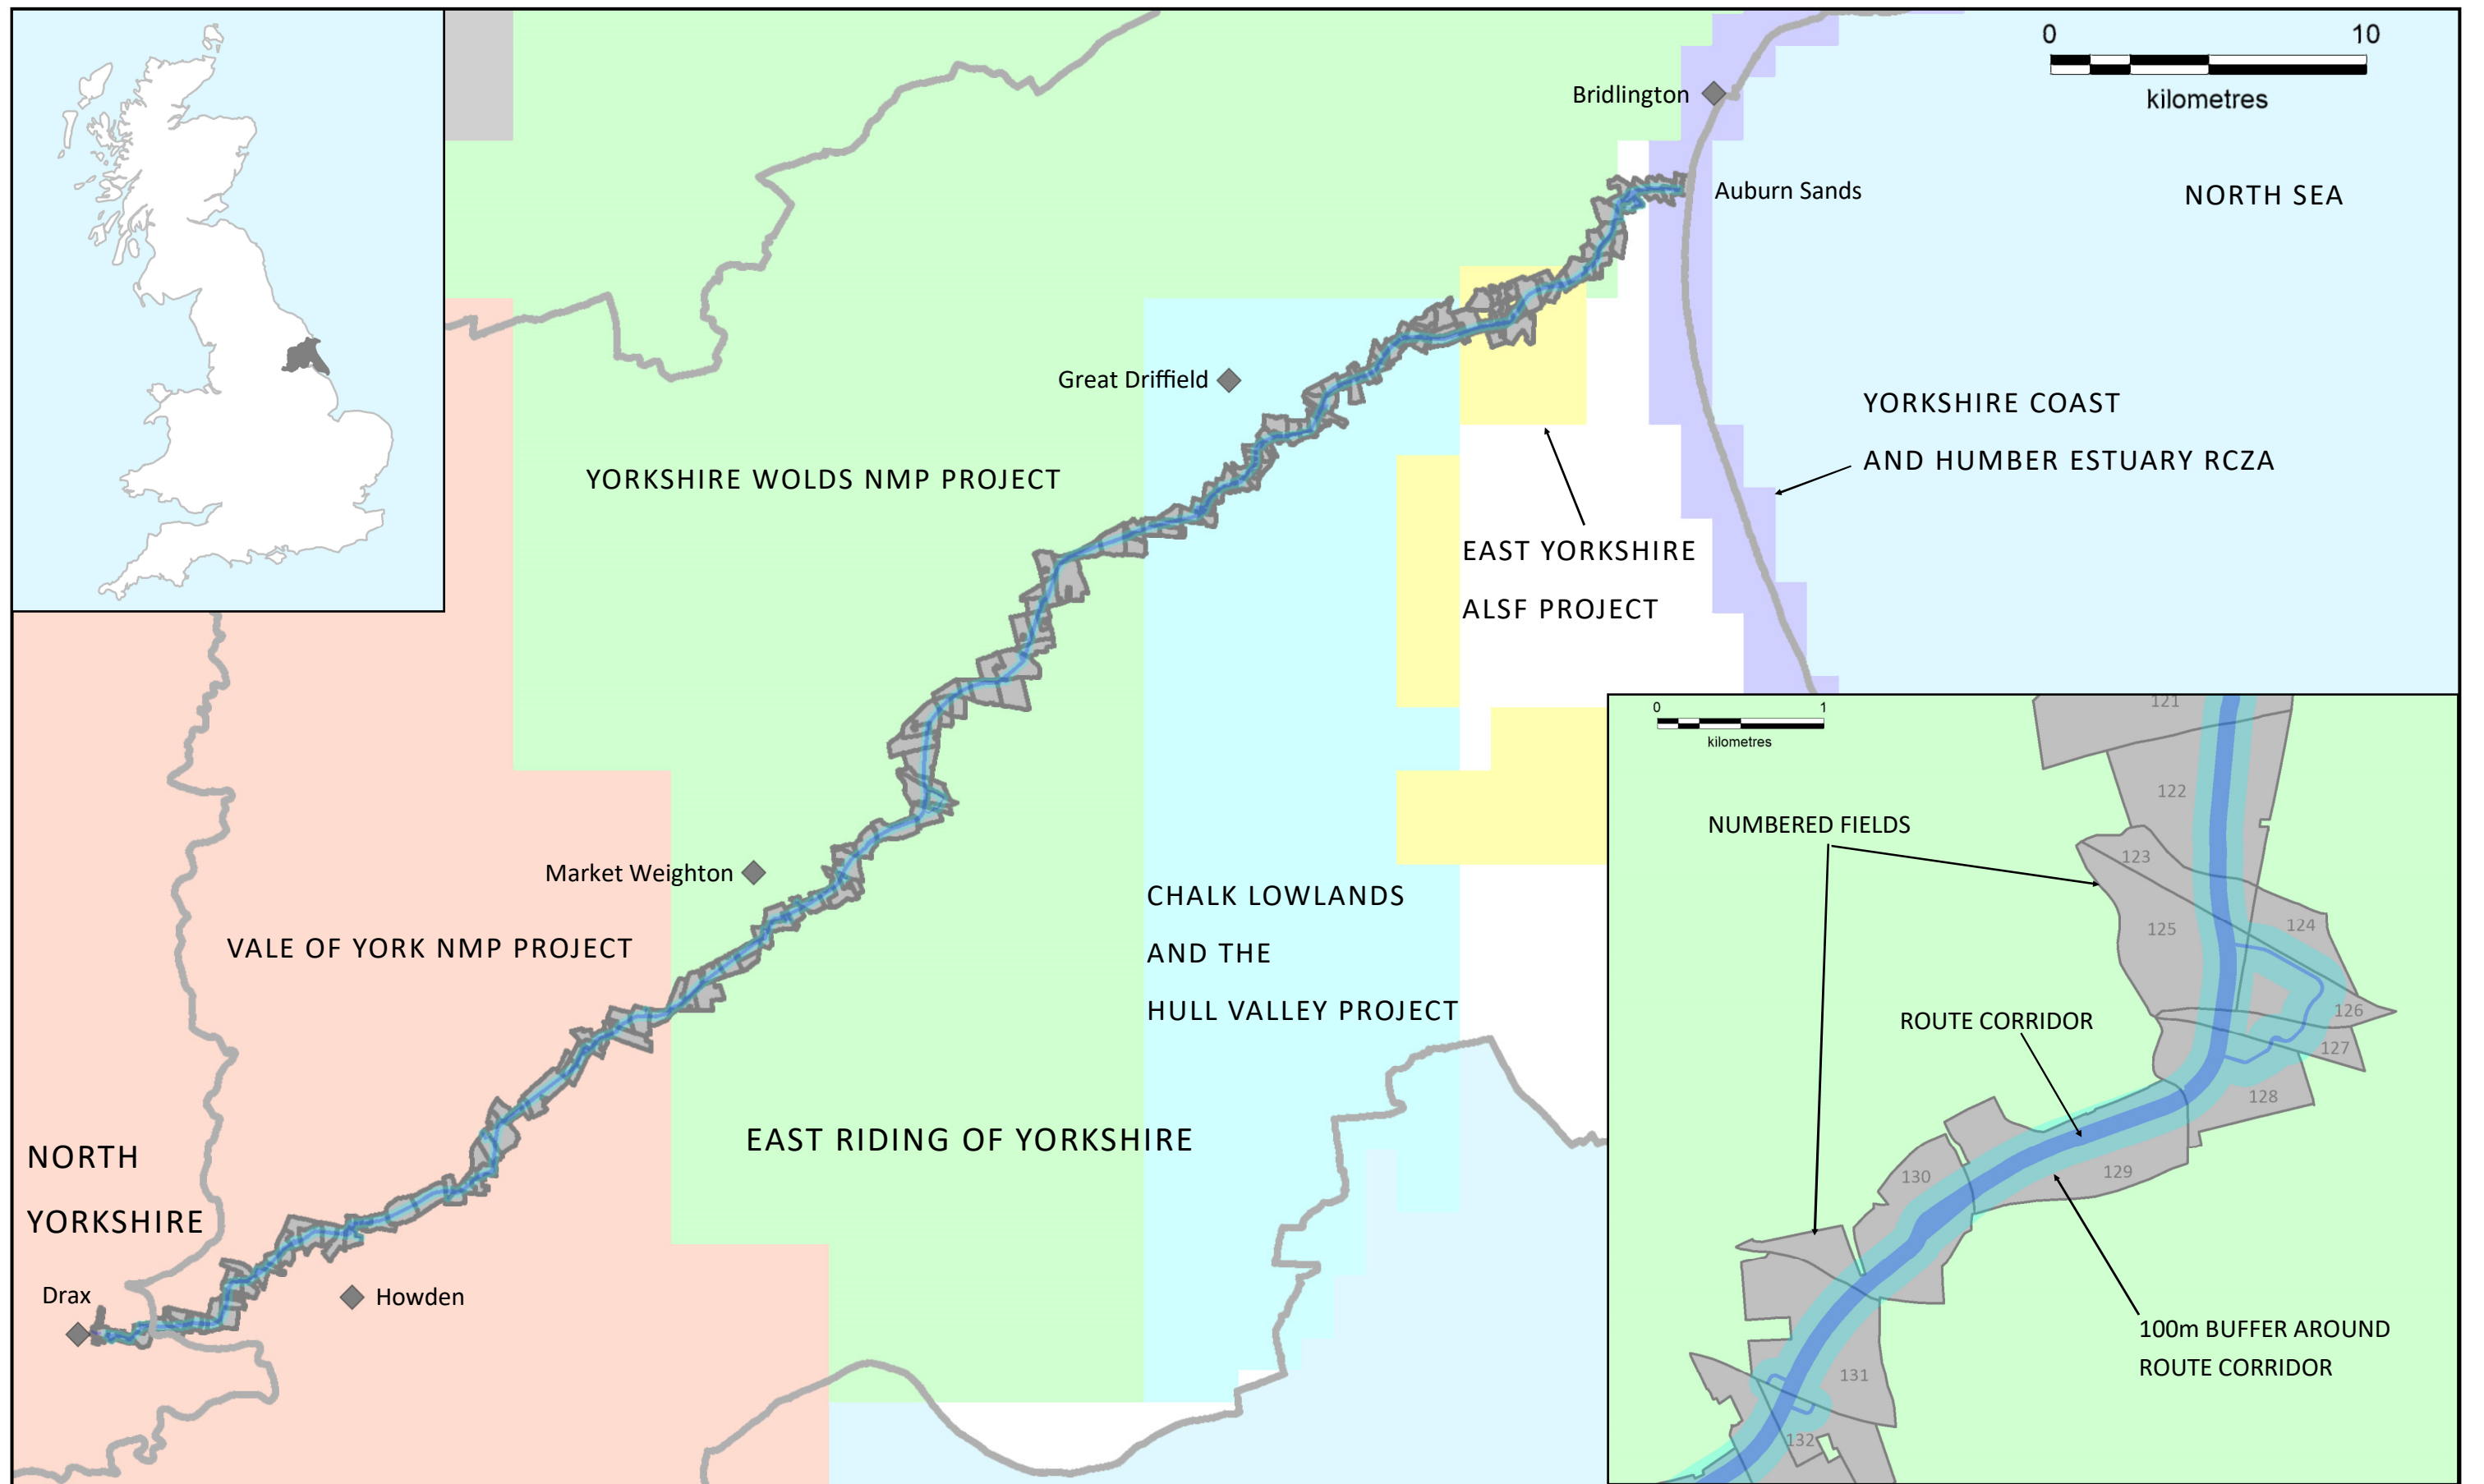 0 10
kilometres
Bridlington
Auburn Sands
NORTH SEA
Great Driffield
YORKSHIRE COAST
AND HUMBER ESTUARY RCZA
YORKSHIRE WOLDS NMP PROJECT
EAST YORKSHIRE
ALSF PROJECT
Market Weighton
CHALK LOWLANDS
AND THE
HULL VALLEY PROJECT
VALE OF YORK NMP PROJECT
EAST RIDING OF YORKSHIRE
NORTH
YORKSHIRE
Drax
Howden
0 1
kilometres
121
122
NUMBERED FIELDS
123
124
125
126
ROUTE CORRIDOR
127
128
129
130
100m BUFFER AROUND
ROUTE CORRIDOR
131
132